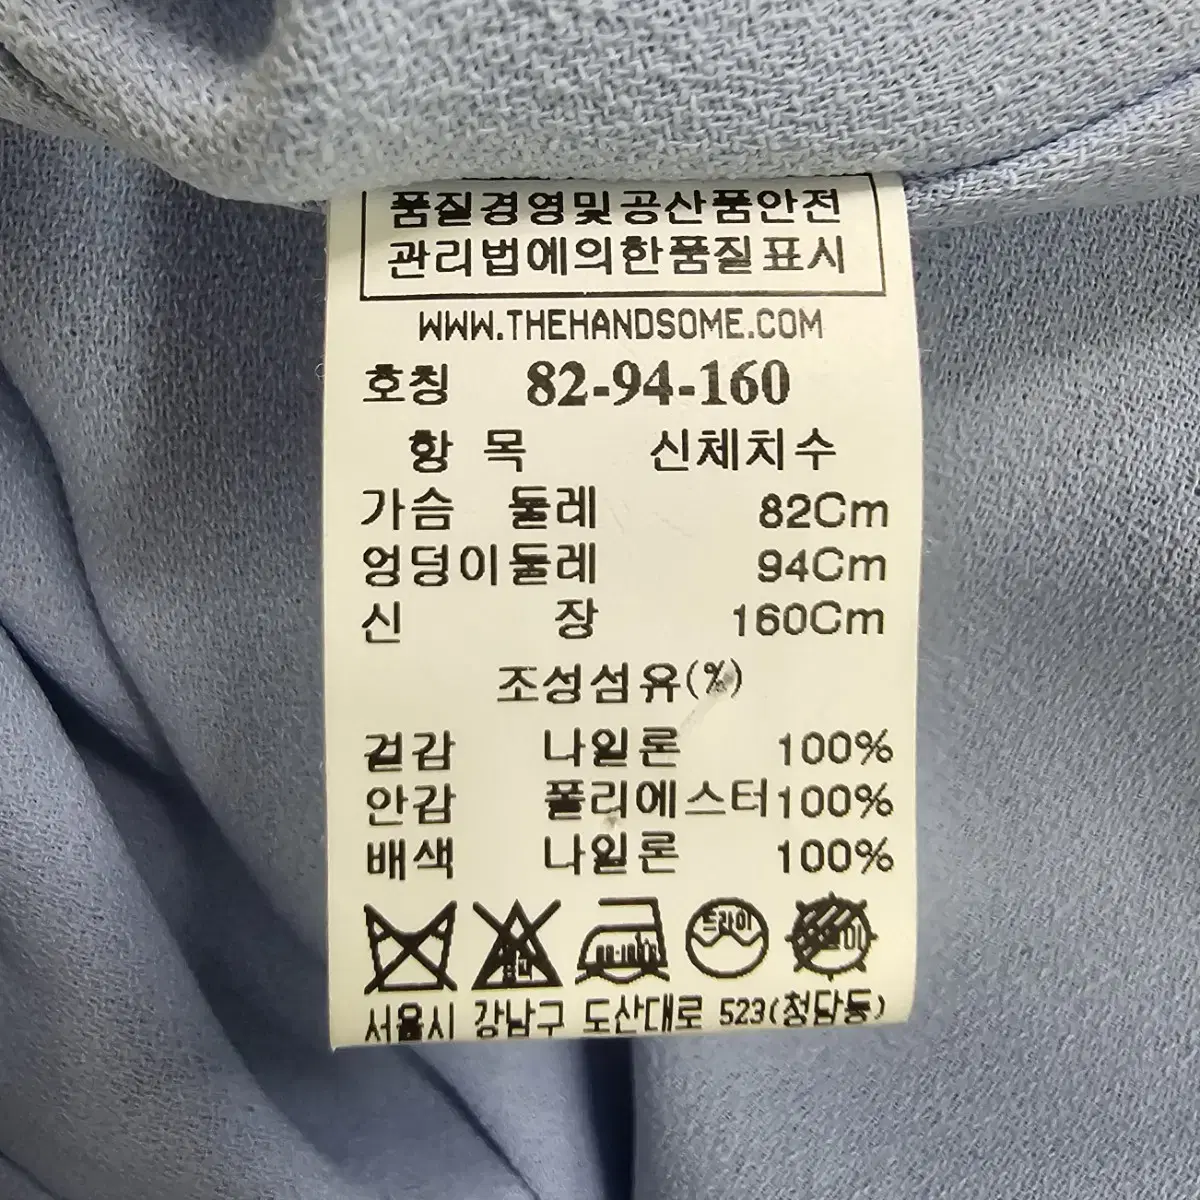 품질경영및공산품안전
관리법에의한품질표시
WWW.THEHANDSOME.COM
호칭 82-94-160
항 목 신체치수
가슴 둘레 82Cm
엉덩이둘레 94Cm
신 장 160Cm
조성섬유(%)
겉감 나일론 100%
안감 폴리에스터100%
배색 나일론 100%
드라이
서울시 강남구 도산대로 523(청담동)